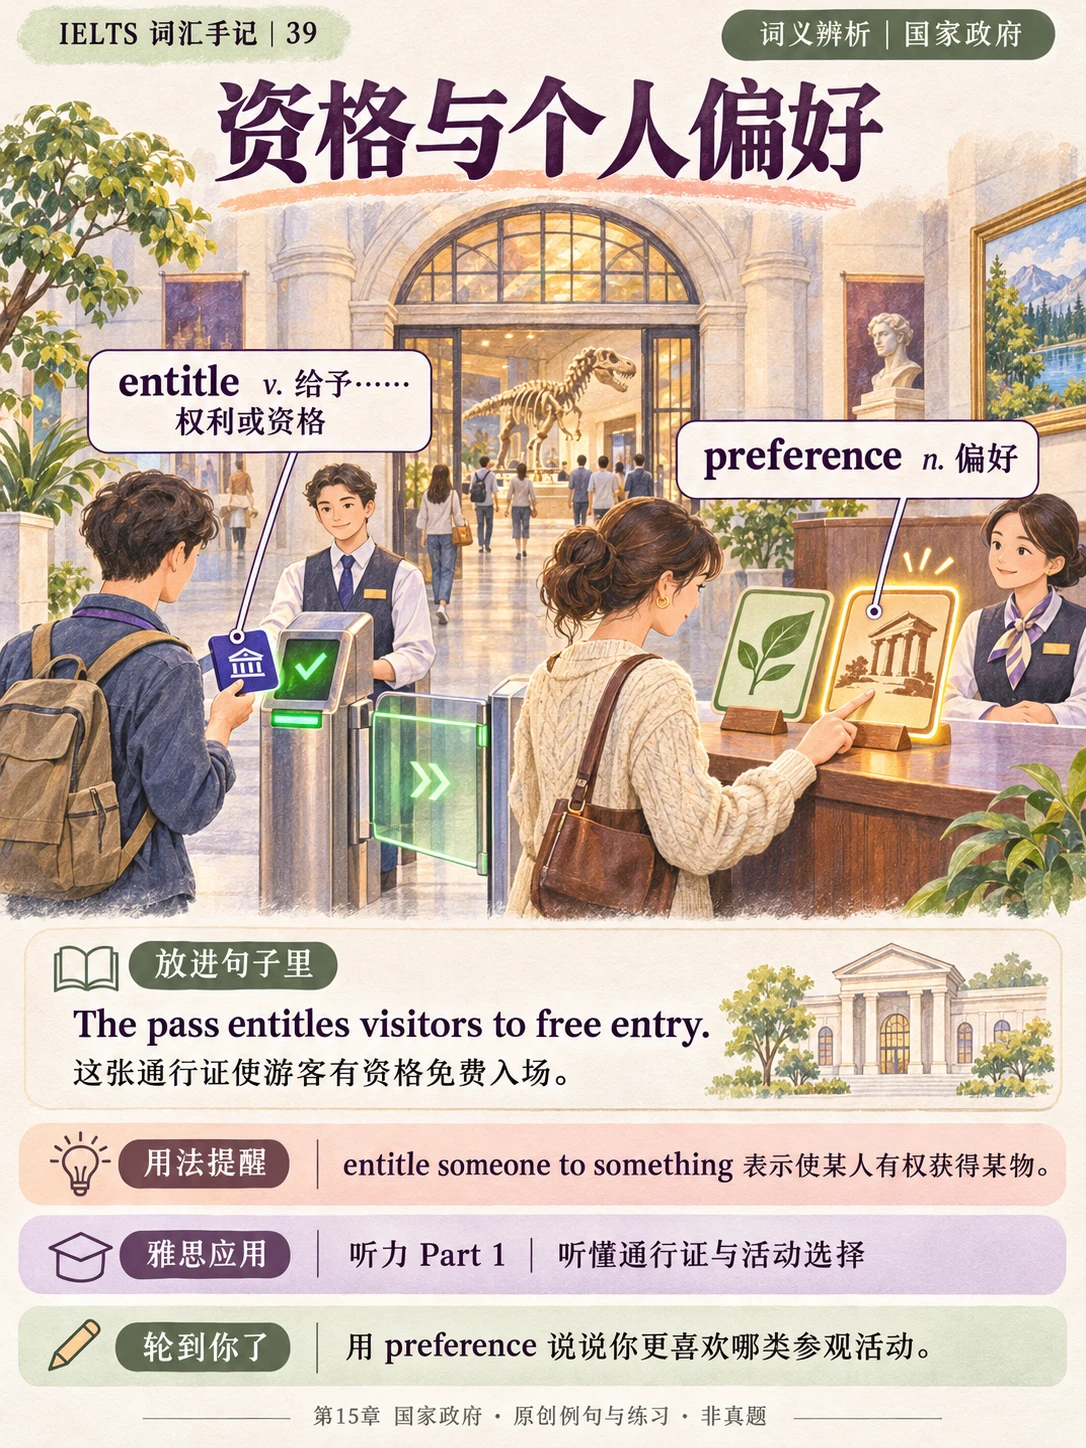 IELTS 词汇手记 | 39
词义辨析 | 国家政府
资格与个人偏好
entitle v. 给予……
权利或资格
preference n. 偏好
放进句子里
The pass entitles visitors to free entry.
这张通行证使游客有资格免费入场。
用法提醒 | entitle someone to something 表示使某人有权获得某物。
雅思应用 | 听力 Part 1 | 听懂通行证与活动选择
轮到你了 | 用 preference 说说你更喜欢哪类参观活动。
第15章 国家政府 · 原创例句与练习 · 非真题